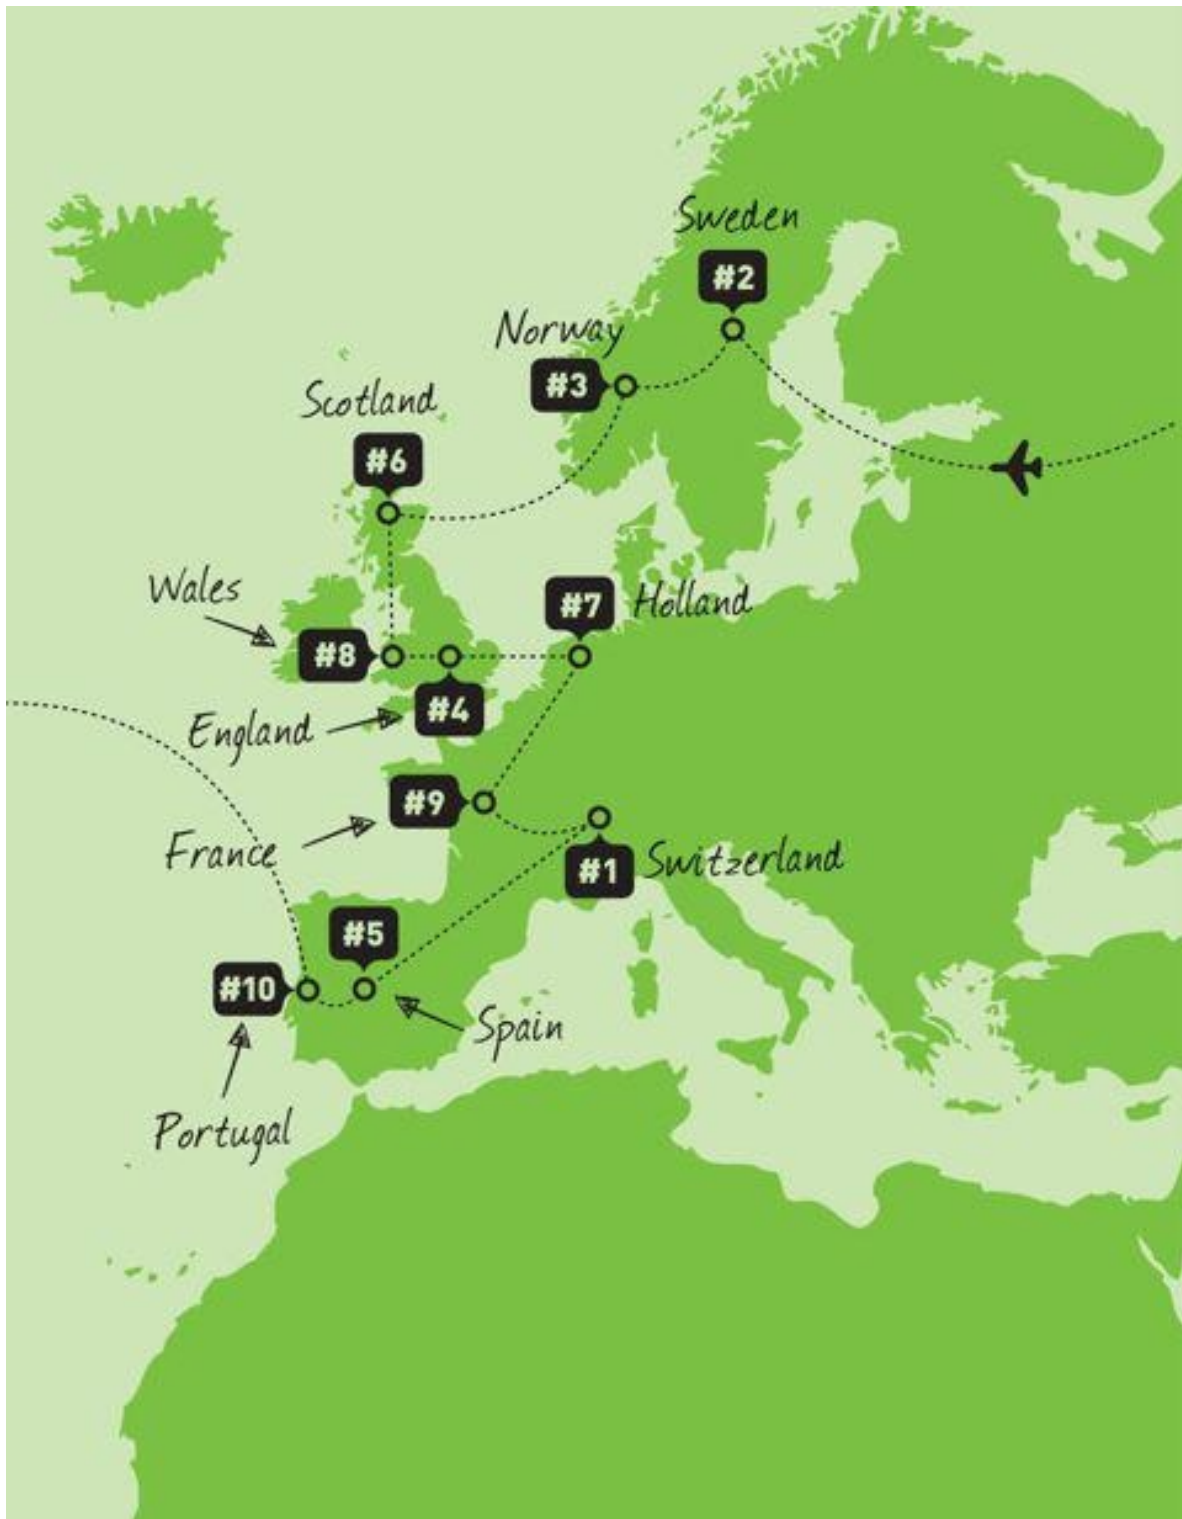 Sweden
#2
Norway
#3
Scotland
#6
Wales
#7
Holland
#8
#4
England
#9
France
#1
Switzerland
#5
#10
Spain
Portugal